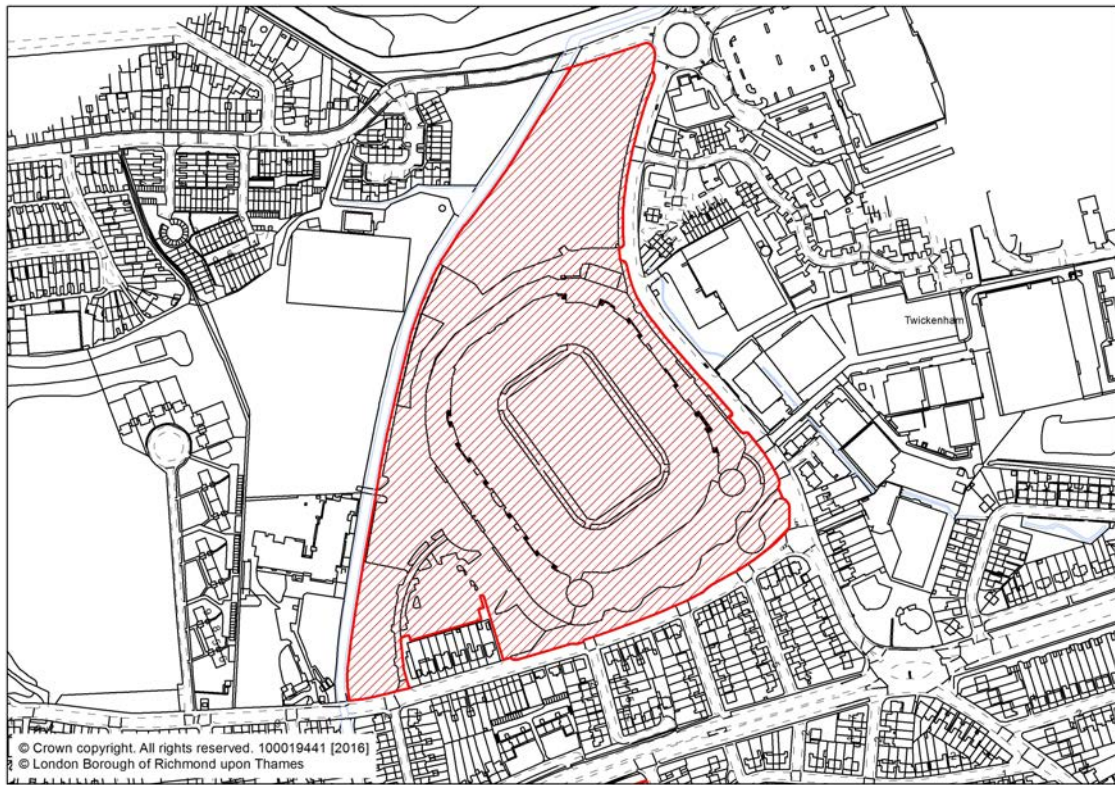 Twickenham
© Crown copyright. All rights reserved. 100019441 [2016]
© London Borough of Richmond upon Thames